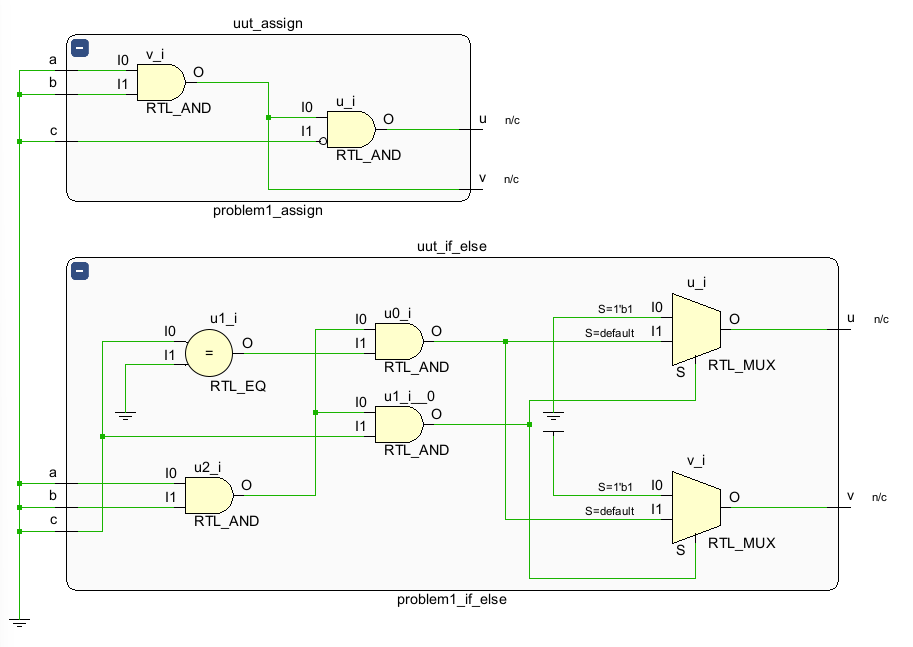 uut_assign
a
b
c
I0
I1
v_i
O
RTL_AND
I0
I1
u_i
O
RTL_AND
u n/c
v n/c
problem1_assign
uut_if_else
I0
I1
u1_i
=
O
RTL_EQ
I0
I1
u0_i
O
RTL_AND
I0
I1
u1_i__0
O
RTL_AND
a
b
c
I0
I1
u2_i
O
RTL_AND
u_i
S=1'b1 I0
S=default I1
S
O
RTL_MUX
u n/c
v_i
S=1'b1 I0
S=default I1
S
O
RTL_MUX
v n/c
problem1_if_else